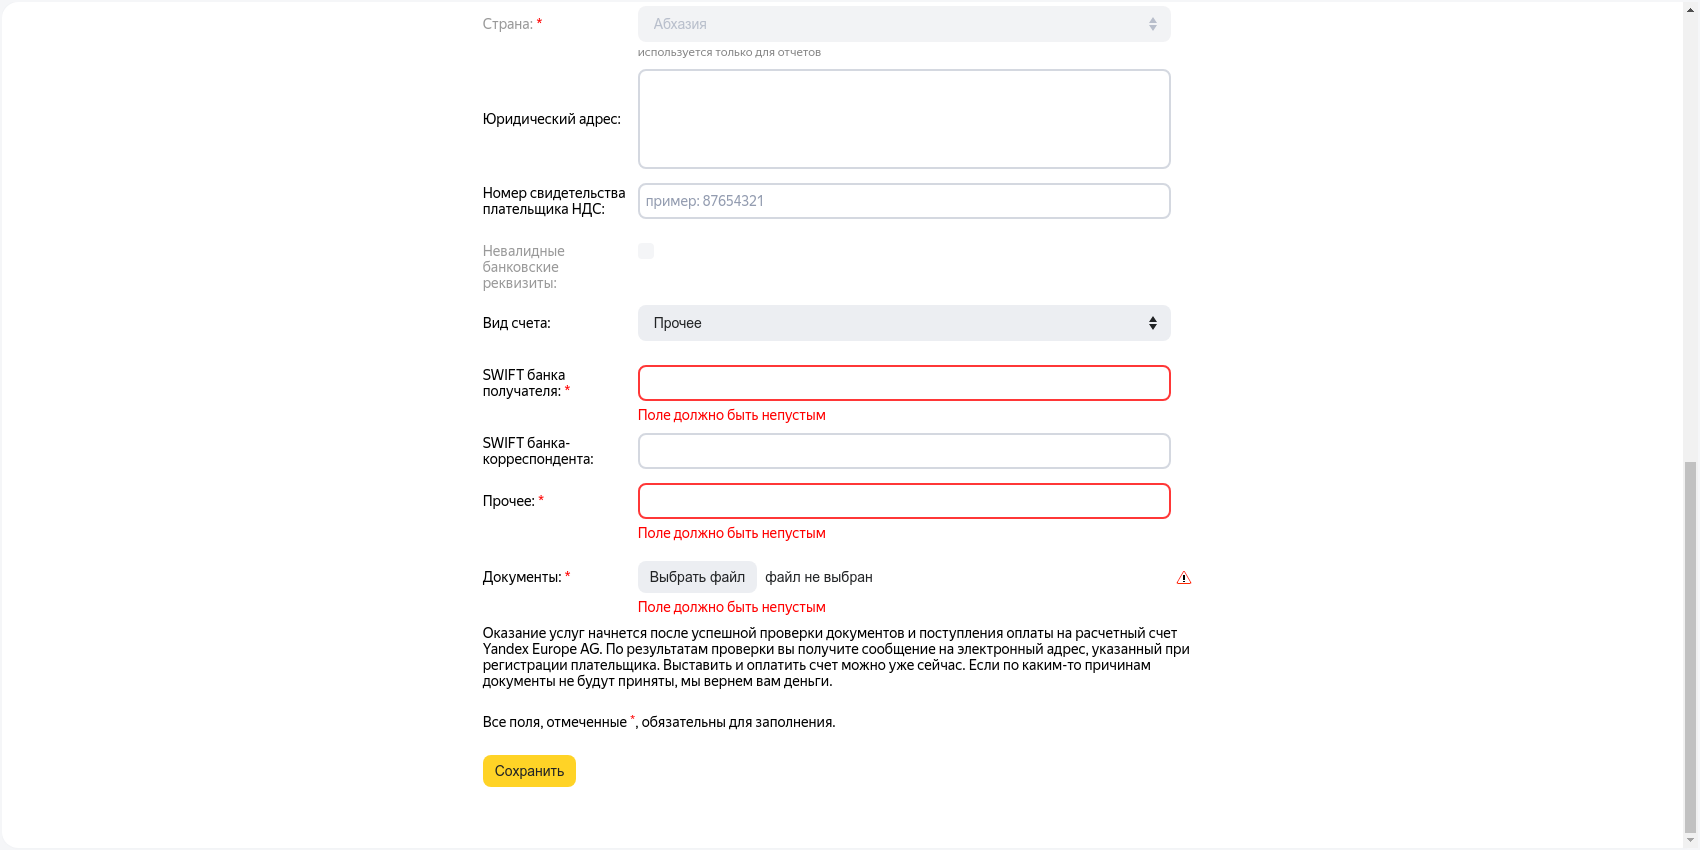 Страна: *
Абхазия
используется только для отчетов
Юридический адрес:
Номер свидетельства
плательщика НДС:
пример: 87654321
Невалидные
банковские
реквизиты:
Вид счета:
Прочее
SWIFT банка
получателя: *
Поле должно быть непустым
SWIFT банка-
корреспондента:
Прочее: *
Поле должно быть непустым
Документы: *
Выбрать файл файл не выбран
Поле должно быть непустым
Оказание услуг начнется после успешной проверки документов и поступления оплаты на расчетный счет
Yandex Europe AG. По результатам проверки вы получите сообщение на электронный адрес, указанный при
регистрации плательщика. Выставить и оплатить счет можно уже сейчас. Если по каким-то причинам
документы не будут приняты, мы вернем вам деньги.
Все поля, отмеченные *, обязательны для заполнения.
Сохранить